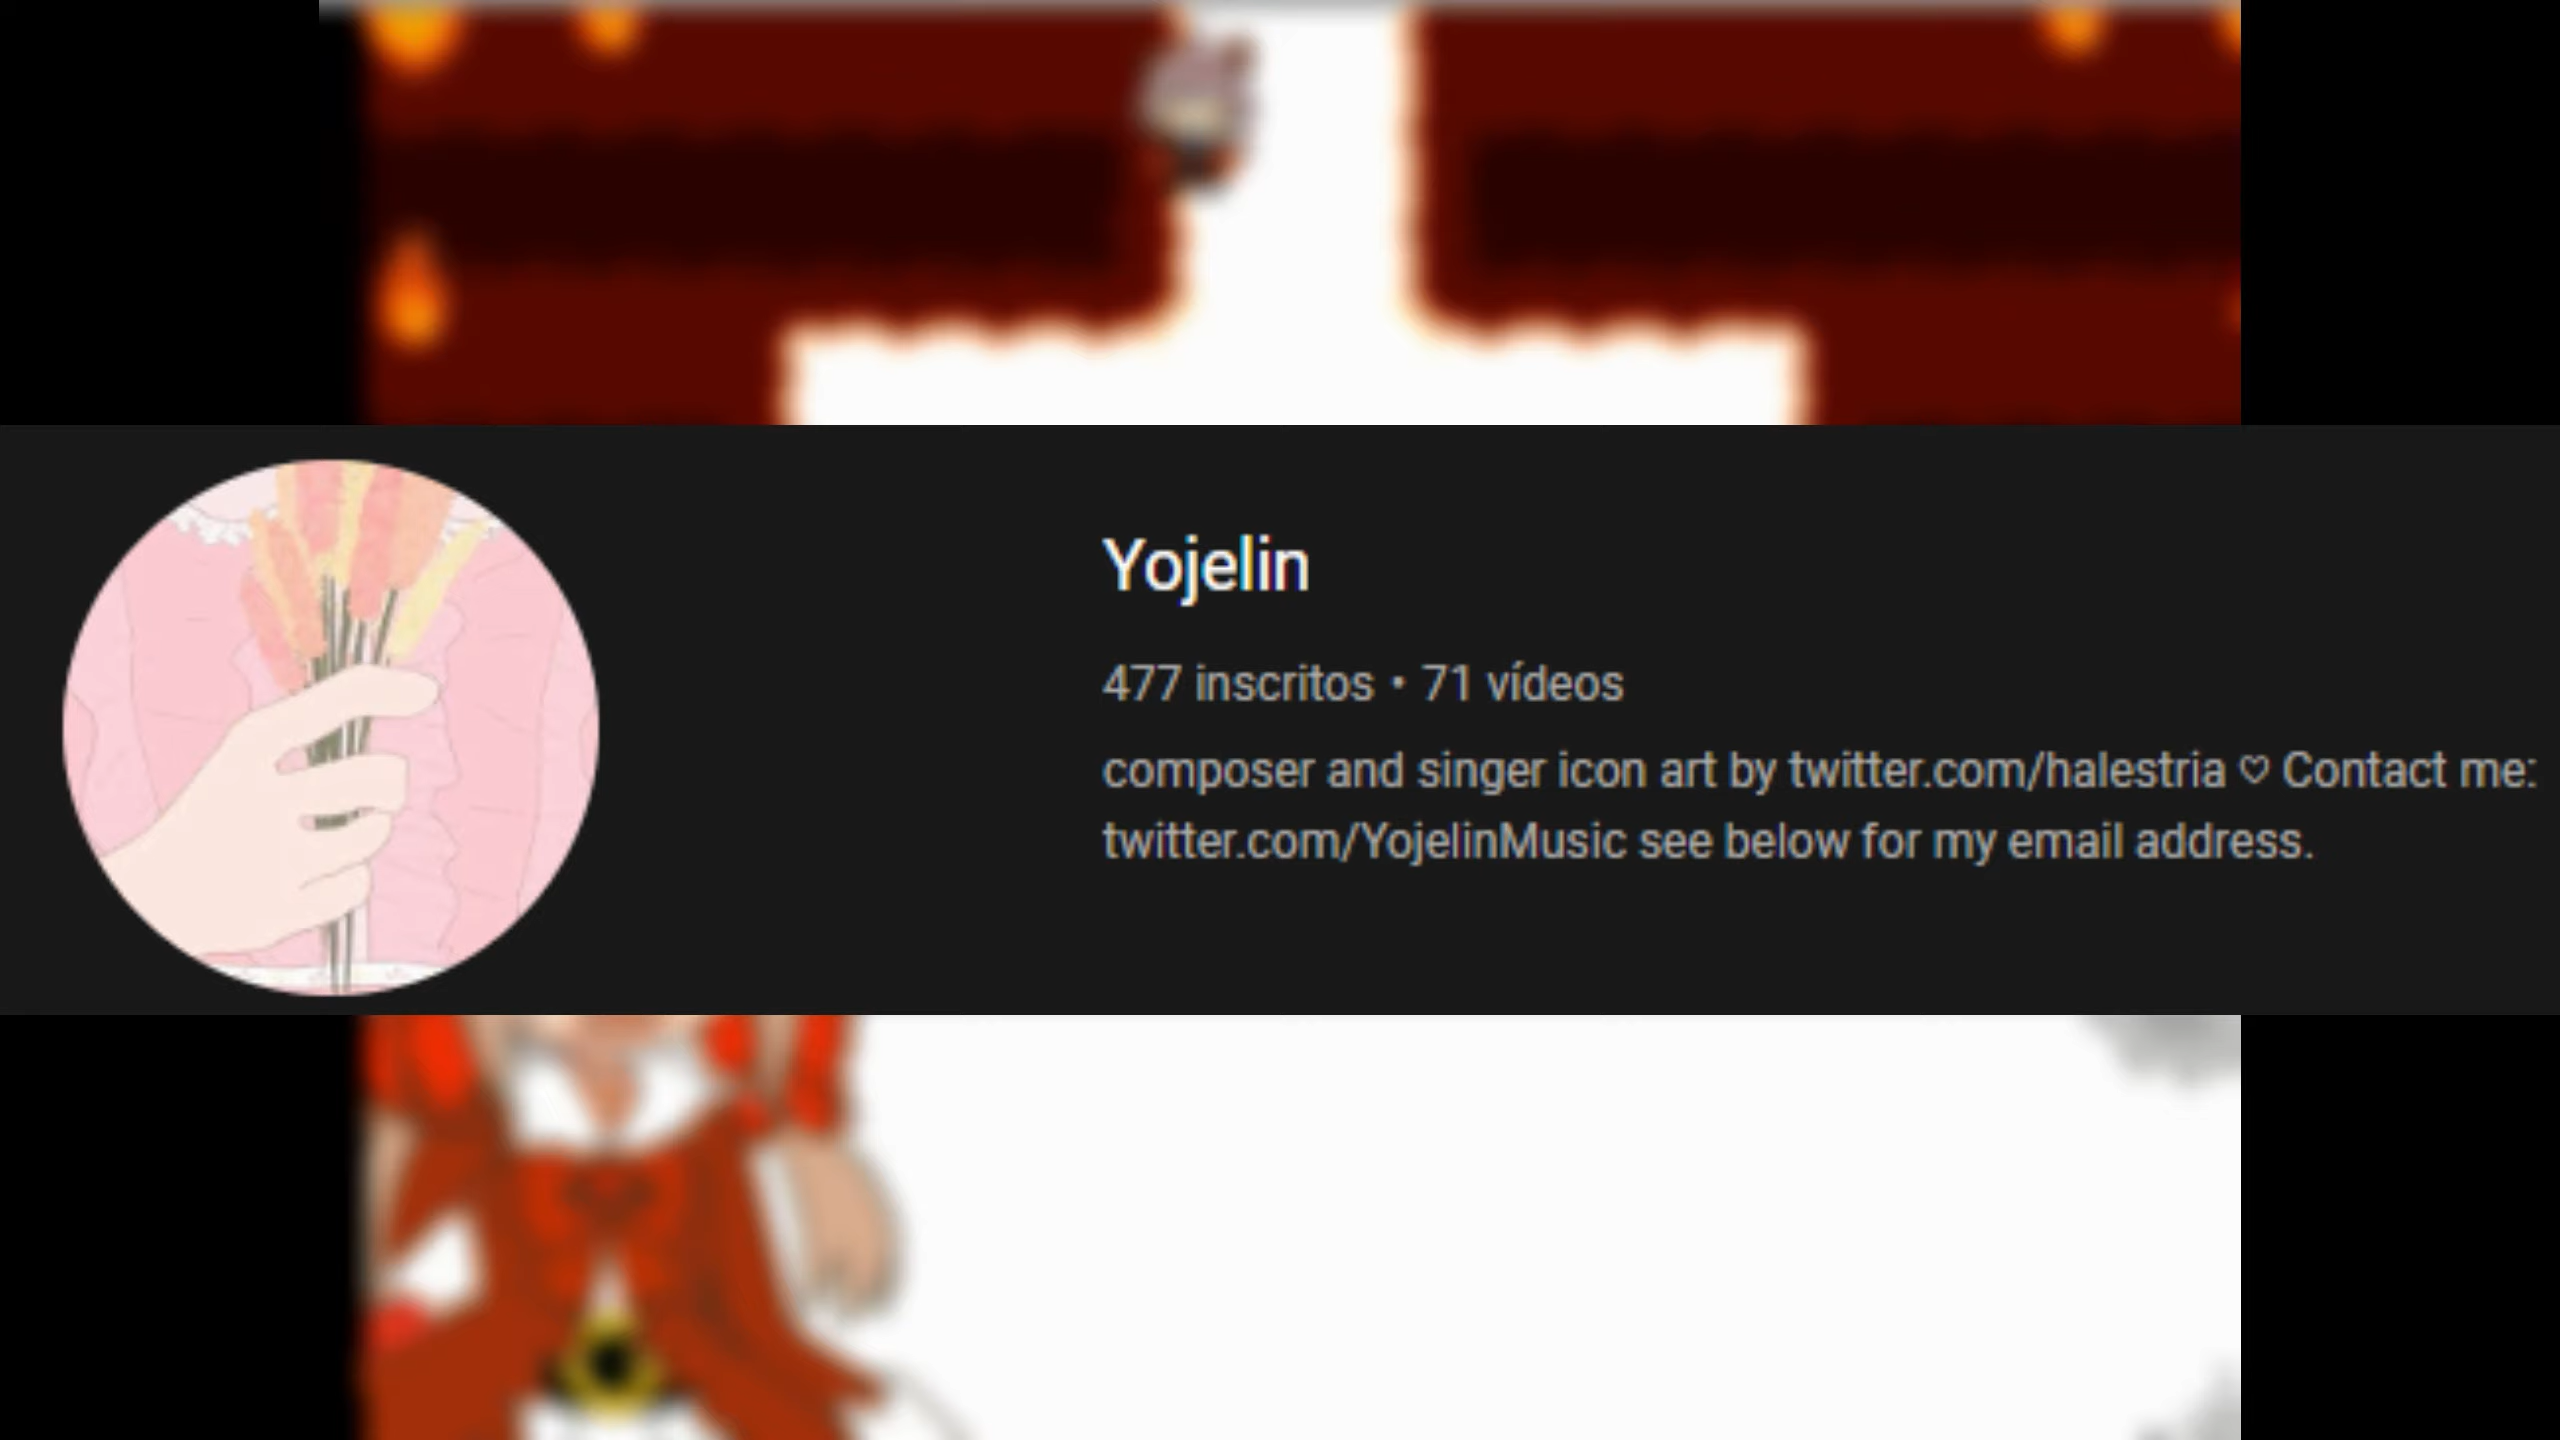 Yojelin
477 inscritos • 71 vídeos
composer and singer icon art by twitter.com/halestria ♡ Contact me:
twitter.com/YojelinMusic see below for my email address.